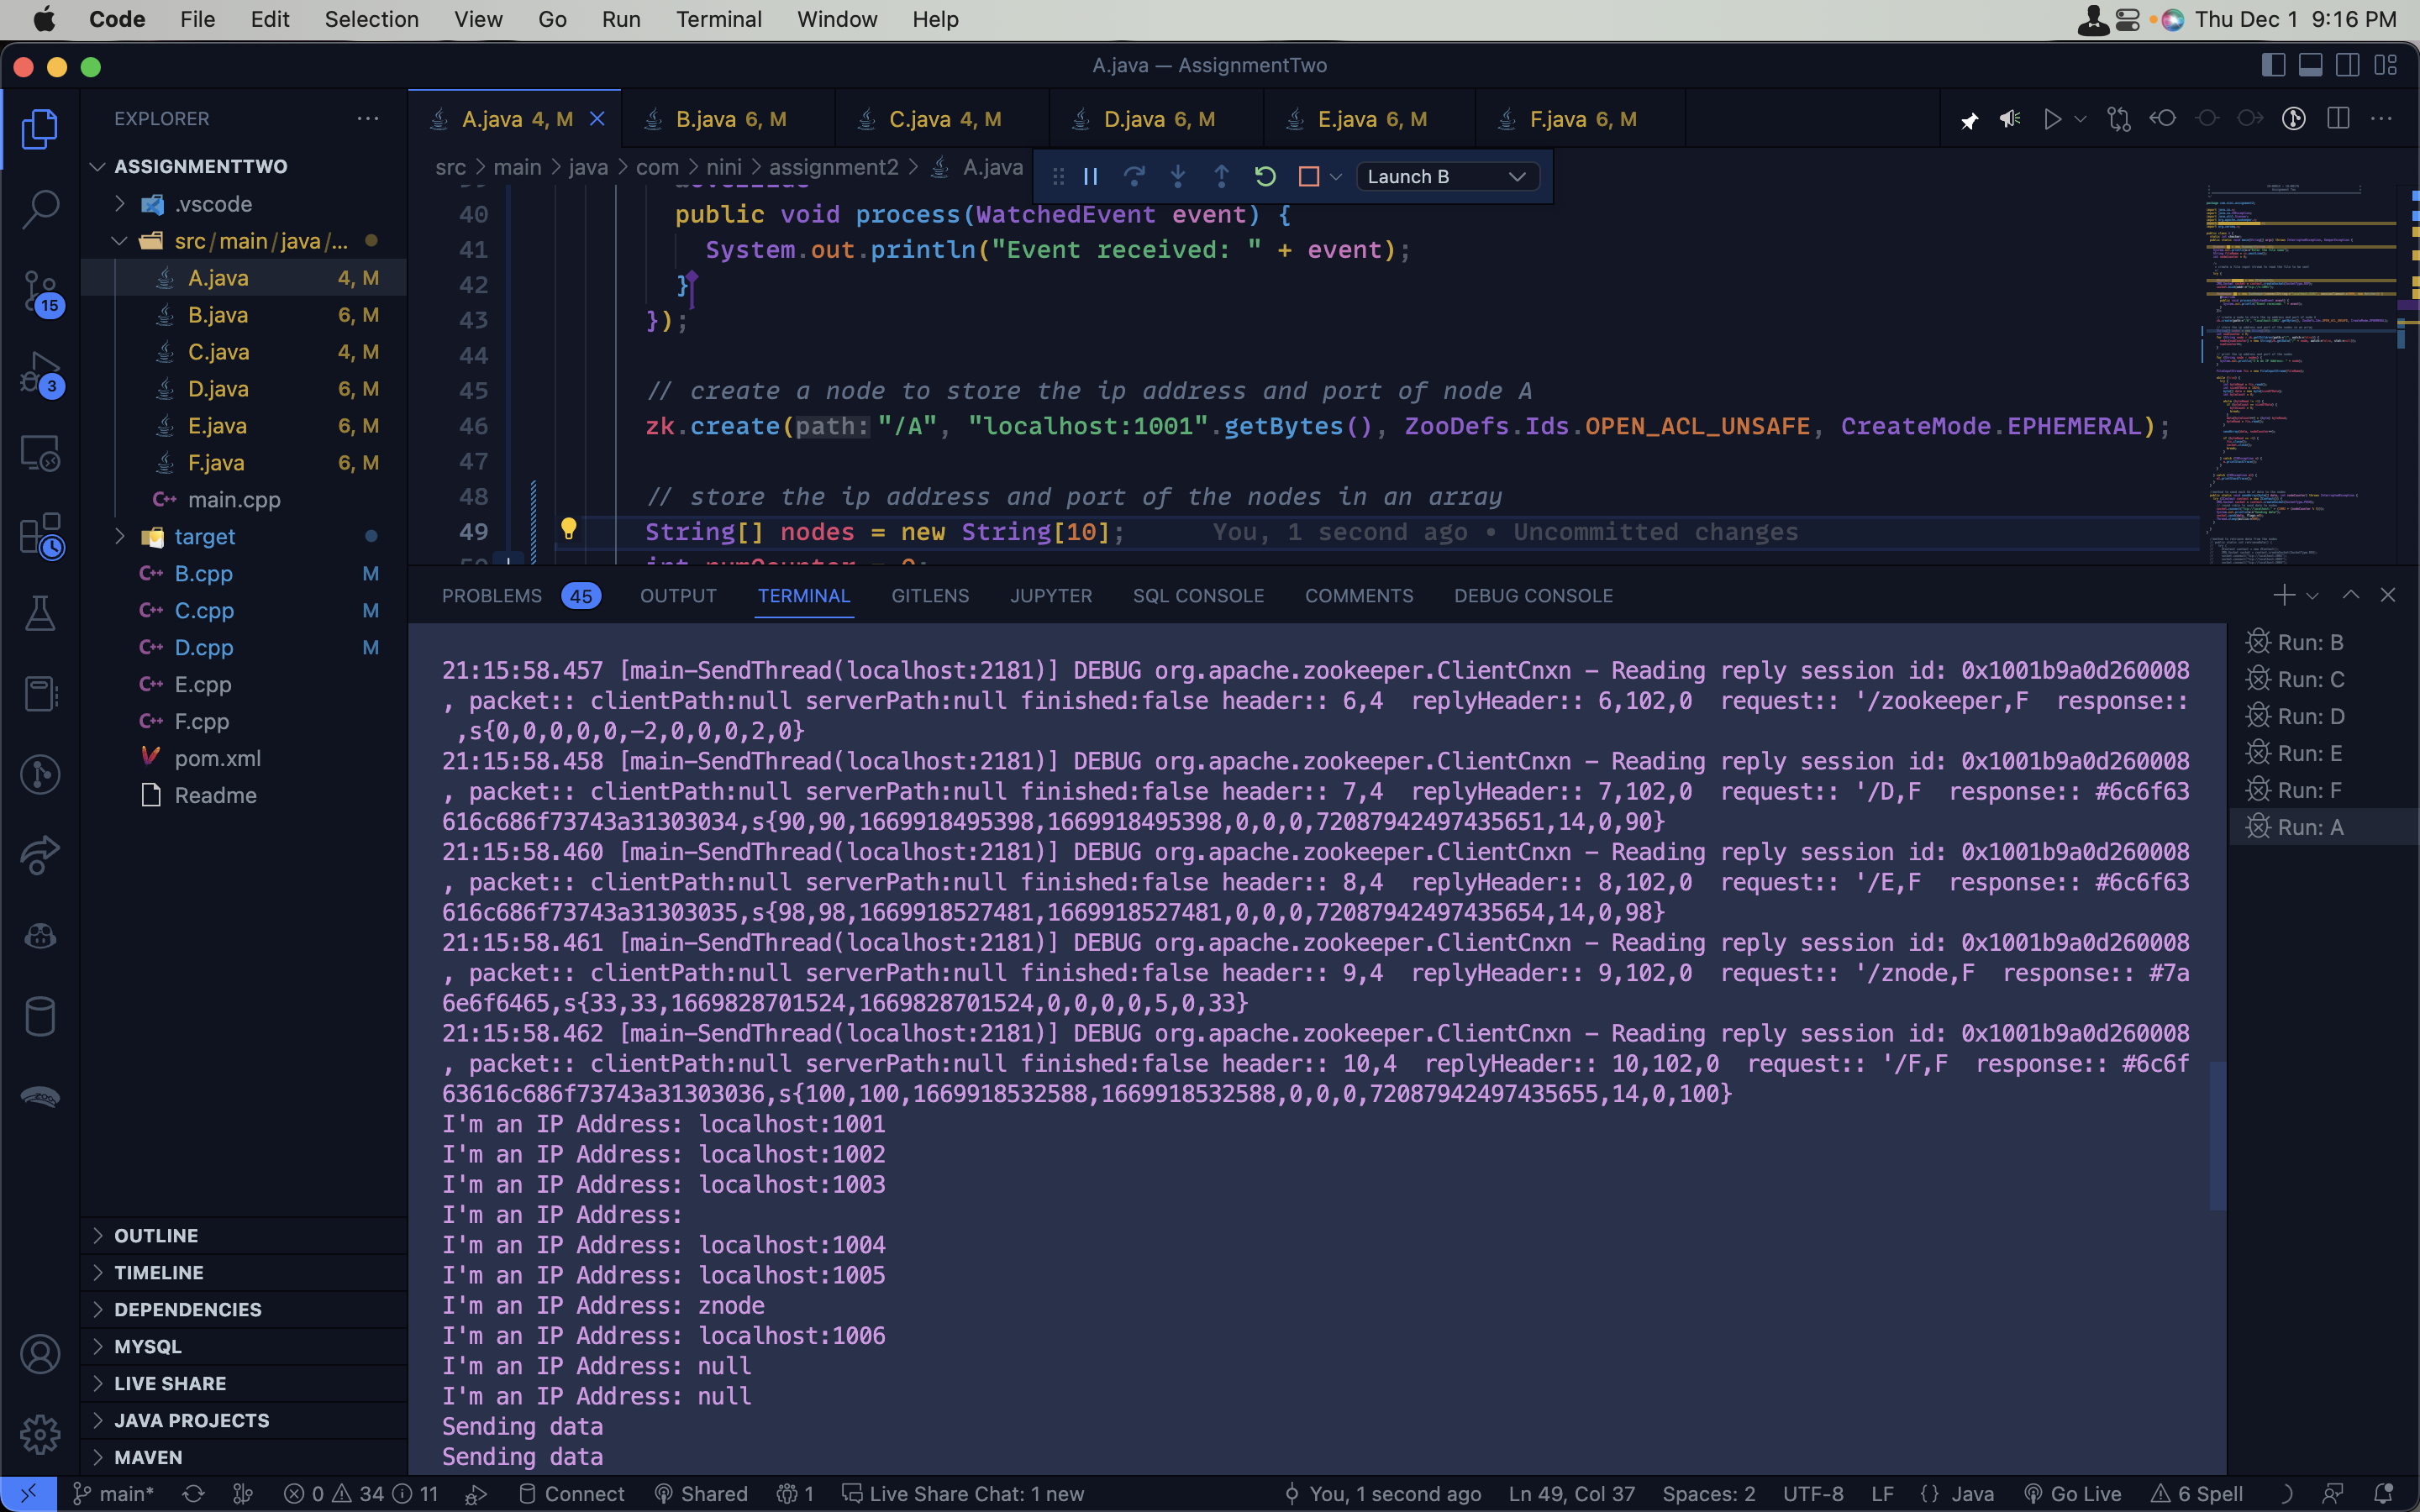 Code File Edit Selection View Go Run Terminal Window Help Thu Dec 1 9:16 PM
A.java — AssignmentTwo
EXPLORER
ASSIGNMENTTWO
.vscode
src/main/java/...
A.java 4, M
B.java 6, M
C.java 4, M
D.java 6, M
E.java 6, M
F.java 6, M
main.cpp
target
B.cpp M
C.cpp M
D.cpp M
E.cpp
F.cpp
pom.xml
Readme
OUTLINE
TIMELINE
DEPENDENCIES
MYSQL
LIVE SHARE
JAVA PROJECTS
MAVEN
15
3
A.java 4, M B.java 6, M C.java 4, M D.java 6, M E.java 6, M F.java 6, M
src > main > java > com > nini > assignment2 > A.java
Launch B
40 public void process(WatchedEvent event) {
41 System.out.println("Event received: " + event);
42 }
43 });
44
45 // create a node to store the ip address and port of node A
46 zk.create(path: "/A", "localhost:1001".getBytes(), ZooDefs.Ids.OPEN_ACL_UNSAFE, CreateMode.EPHEMERAL);
47
48 // store the ip address and port of the nodes in an array
49 String[] nodes = new String[10]; You, 1 second ago • Uncommitted changes
PROBLEMS 45 OUTPUT TERMINAL GITLENS JUPYTER SQL CONSOLE COMMENTS DEBUG CONSOLE
21:15:58.457 [main-SendThread(localhost:2181)] DEBUG org.apache.zookeeper.ClientCnxn - Reading reply session id: 0x1001b9a0d260008
, packet:: clientPath:null serverPath:null finished:false header:: 6,4 replyHeader:: 6,102,0 request:: '/zookeeper,F response::
,s{0,0,0,0,0,-2,0,0,0,2,0}
21:15:58.458 [main-SendThread(localhost:2181)] DEBUG org.apache.zookeeper.ClientCnxn - Reading reply session id: 0x1001b9a0d260008
, packet:: clientPath:null serverPath:null finished:false header:: 7,4 replyHeader:: 7,102,0 request:: '/D,F response:: #6c6f63
616c686f73743a31303034,s{90,90,1669918495398,1669918495398,0,0,0,72087942497435651,14,0,90}
21:15:58.460 [main-SendThread(localhost:2181)] DEBUG org.apache.zookeeper.ClientCnxn - Reading reply session id: 0x1001b9a0d260008
, packet:: clientPath:null serverPath:null finished:false header:: 8,4 replyHeader:: 8,102,0 request:: '/E,F response:: #6c6f63
616c686f73743a31303035,s{98,98,1669918527481,1669918527481,0,0,0,72087942497435654,14,0,98}
21:15:58.461 [main-SendThread(localhost:2181)] DEBUG org.apache.zookeeper.ClientCnxn - Reading reply session id: 0x1001b9a0d260008
, packet:: clientPath:null serverPath:null finished:false header:: 9,4 replyHeader:: 9,102,0 request:: '/znode,F response:: #7a
6e6f6465,s{33,33,1669828701524,1669828701524,0,0,0,0,5,0,33}
21:15:58.462 [main-SendThread(localhost:2181)] DEBUG org.apache.zookeeper.ClientCnxn - Reading reply session id: 0x1001b9a0d260008
, packet:: clientPath:null serverPath:null finished:false header:: 10,4 replyHeader:: 10,102,0 request:: '/F,F response:: #6c6f
63616c686f73743a31303036,s{100,100,1669918532588,1669918532588,0,0,0,72087942497435655,14,0,100}
I'm an IP Address: localhost:1001
I'm an IP Address: localhost:1002
I'm an IP Address: localhost:1003
I'm an IP Address:
I'm an IP Address: localhost:1004
I'm an IP Address: localhost:1005
I'm an IP Address: znode
I'm an IP Address: localhost:1006
I'm an IP Address: null
I'm an IP Address: null
Sending data
Sending data
Run: B
Run: C
Run: D
Run: E
Run: F
Run: A
main* 0 34 11 Connect Shared 1 Live Share Chat: 1 new You, 1 second ago Ln 49, Col 37 Spaces: 2 UTF-8 LF {} Java Go Live 6 Spell